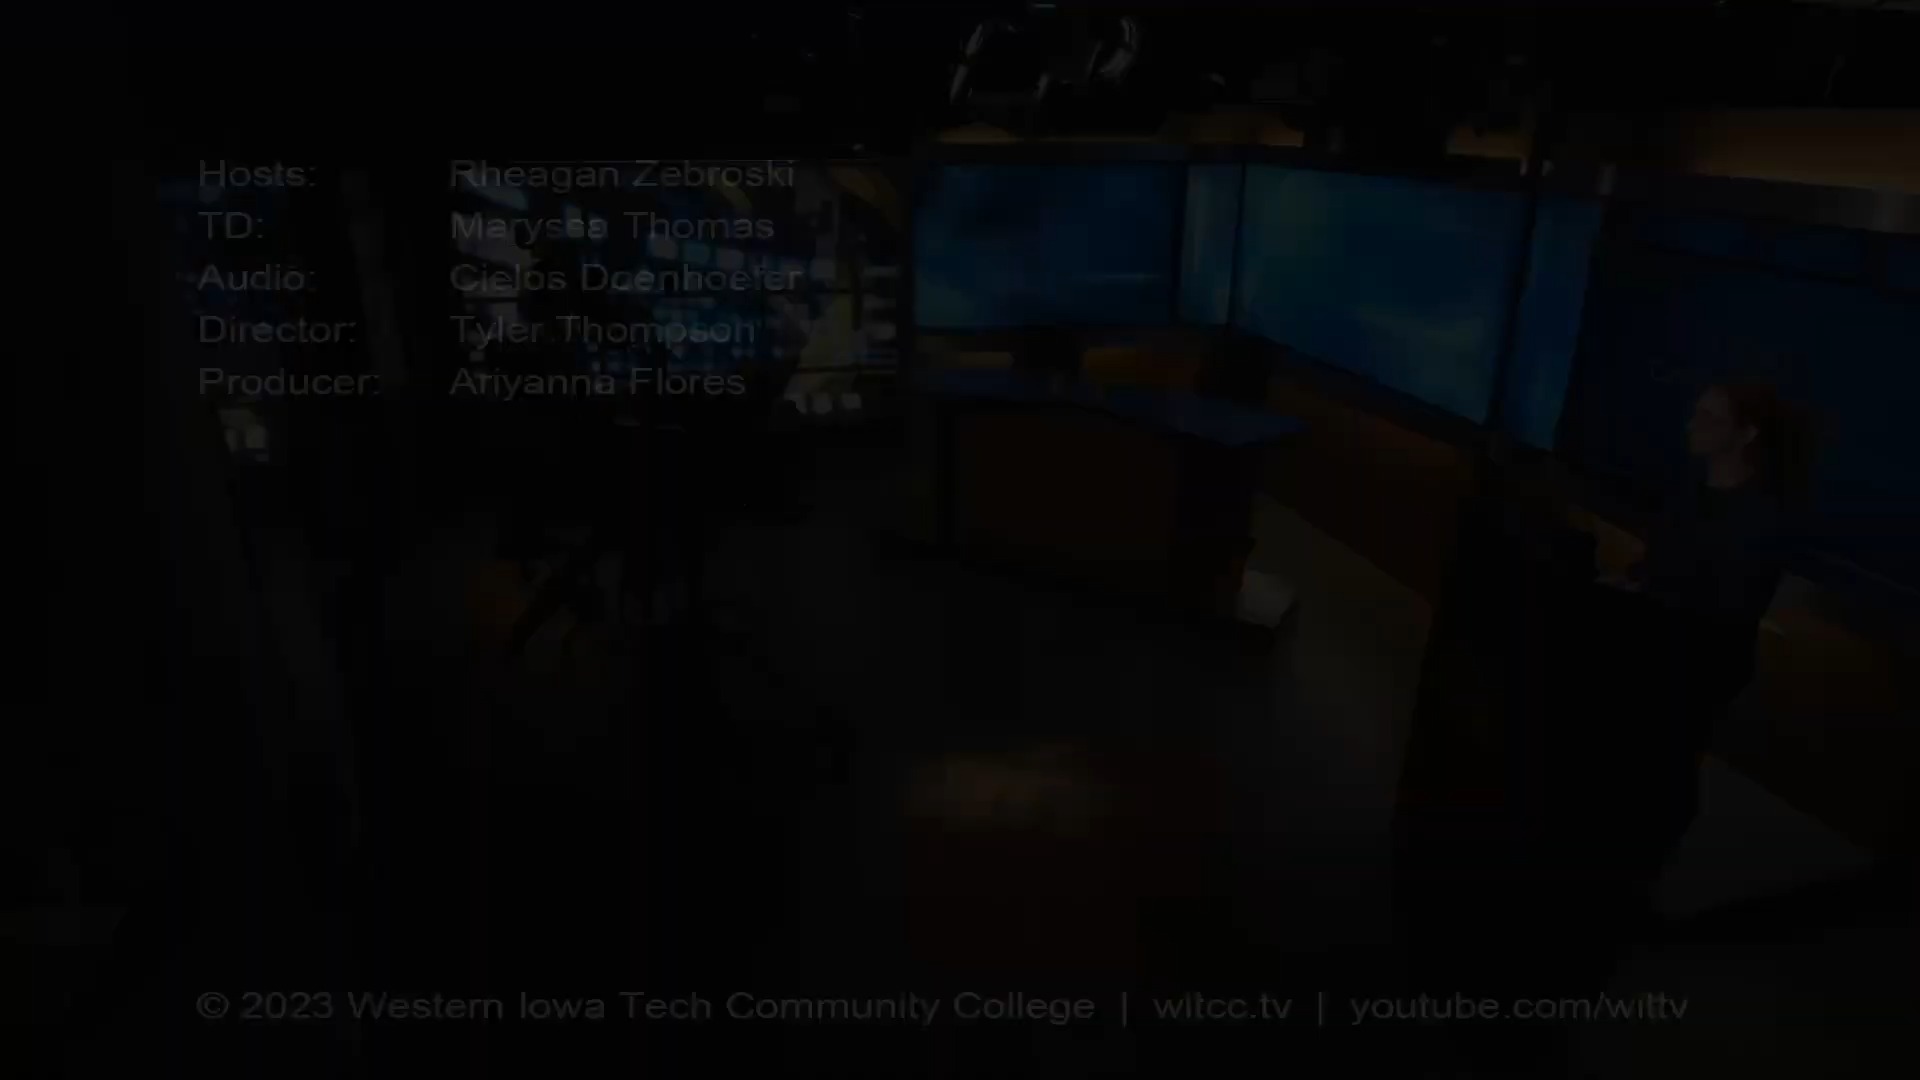 Hosts: Rheagan Zebroski
TD: Maryssa Thomas
Audio: Cielos Doenhoefer
Director: Tyler Thompson
Producer: Ariyanna Flores
© 2023 Western Iowa Tech Community College | witcc.tv | youtube.com/wittv